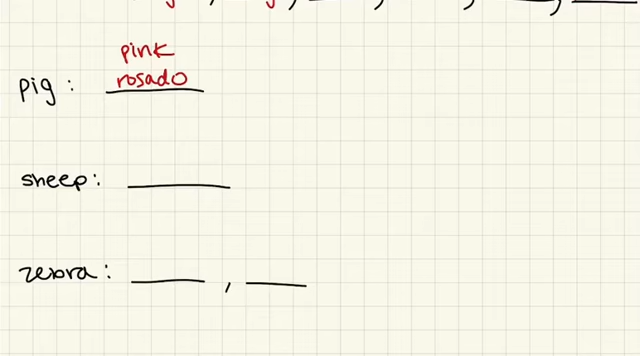 pink
pig: rosado
sheep:
zebra: ,